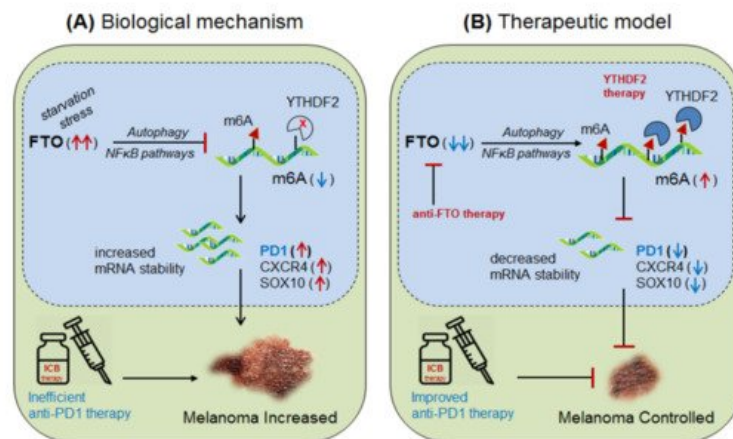 (A) Biological mechanism
starvation
stress
FTO (↑↑)
Autophagy
NFκB pathways
m6A
YTHDF2
x
m6A (↓)
increased
mRNA stability
PD1 (↑)
CXCR4 (↑)
SOX10 (↑)
ICB
therapy
Inefficient
anti-PD1 therapy
Melanoma Increased
(B) Therapeutic model
YTHDF2
therapy
YTHDF2
m6A
FTO (↓↓)
Autophagy
NFκB pathways
m6A (↑)
anti-FTO therapy
decreased
mRNA stability
PD1 (↓)
CXCR4 (↓)
SOX10 (↓)
ICB
therapy
Improved
anti-PD1 therapy
Melanoma Controlled